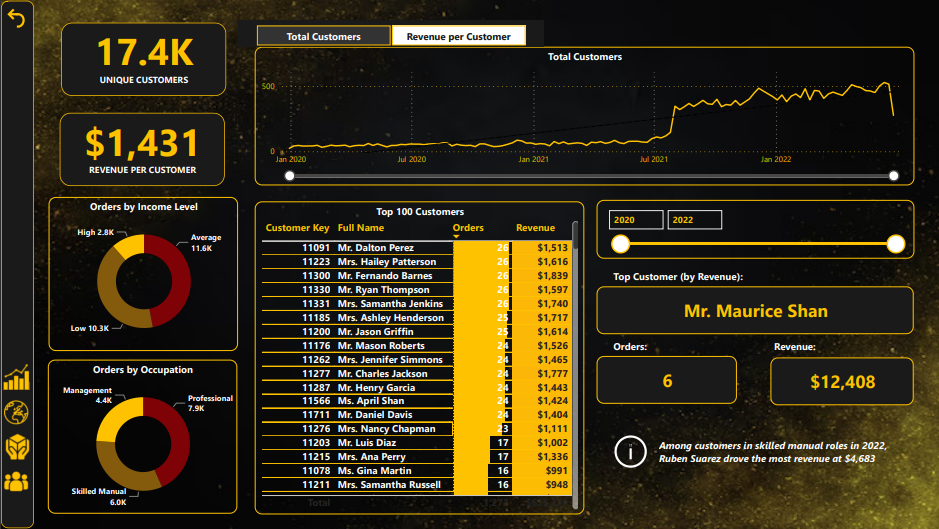 17.4K
UNIQUE CUSTOMERS
$1,431
REVENUE PER CUSTOMER
Total Customers
Revenue per Customer
Total Customers
500
0
Jan 2020
Jul 2020
Jan 2021
Jul 2021
Jan 2022
Orders by Income Level
High 2.8K
Average
11.6K
Low 10.3K
Orders by Occupation
Management
4.4K
Professional
7.9K
Skilled Manual
6.0K
Top 100 Customers
Customer Key Full Name Orders Revenue
11091 Mr. Dalton Perez 26 $1,513
11223 Mrs. Hailey Patterson 26 $1,616
11300 Mr. Fernando Barnes 26 $1,839
11330 Mr. Ryan Thompson 26 $1,597
11331 Mrs. Samantha Jenkins 26 $1,740
11185 Mrs. Ashley Henderson 25 $1,717
11200 Mr. Jason Griffin 25 $1,614
11176 Mr. Mason Roberts 24 $1,526
11262 Mrs. Jennifer Simmons 24 $1,465
11277 Mr. Charles Jackson 24 $1,777
11287 Mr. Henry Garcia 24 $1,443
11566 Ms. April Shan 24 $1,424
11711 Mr. Daniel Davis 24 $1,404
11276 Mrs. Nancy Chapman 23 $1,111
11203 Mr. Luis Diaz 17 $1,002
11215 Mrs. Ana Perry 17 $1,336
11078 Ms. Gina Martin 16 $991
11211 Mrs. Samantha Russell 16 $948
Total
2020
2022
Top Customer (by Revenue):
Mr. Maurice Shan
Orders:
6
Revenue:
$12,408
Among customers in skilled manual roles in 2022,
Ruben Suarez drove the most revenue at $4,683